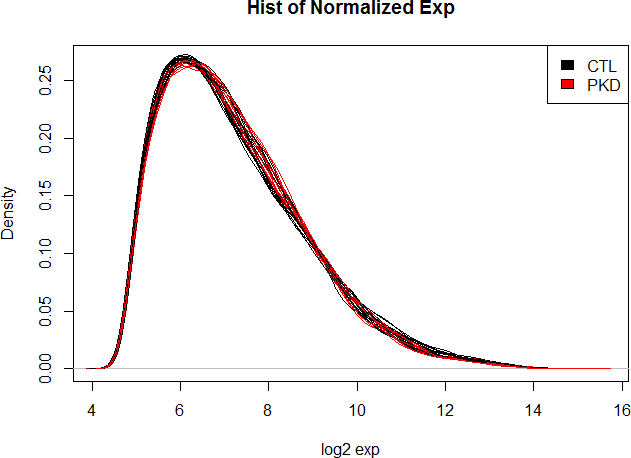 Hist of Normalized Exp
CTL
PKD
Density
0.25
0.20
0.15
0.10
0.05
0.00
4 6 8 10 12 14 16
log2 exp